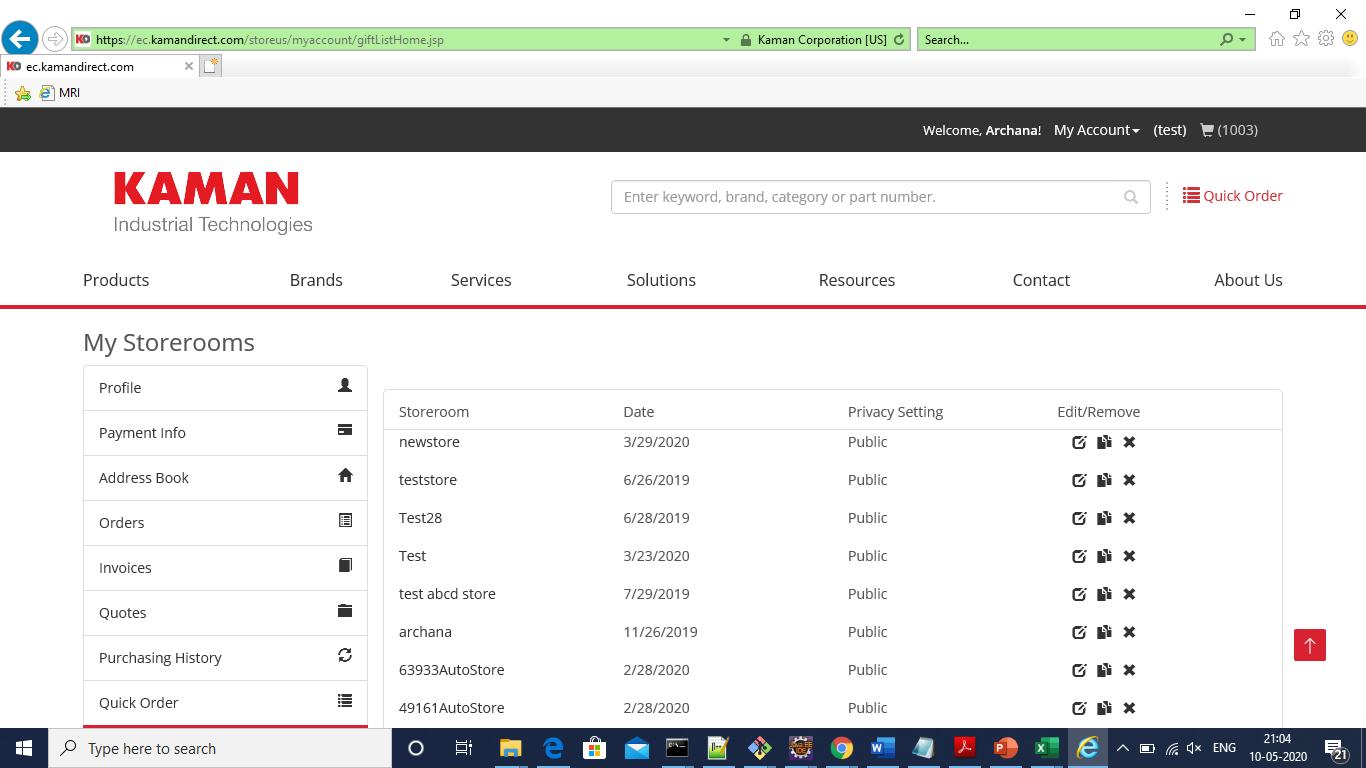 https://ec.kamandirect.com/storeus/myaccount/giftListHome.jsp Kaman Corporation [US] Search...
KD ec.kamandirect.com
MRI
Welcome, Archana! My Account (test) (1003)
KAMAN
Industrial Technologies
Enter keyword, brand, category or part number.
Quick Order
Products Brands Services Solutions Resources Contact About Us
My Storerooms
Profile
Payment Info
Address Book
Orders
Invoices
Quotes
Purchasing History
Quick Order
Storeroom Date Privacy Setting Edit/Remove
newstore 3/29/2020 Public
teststore 6/26/2019 Public
Test28 6/28/2019 Public
Test 3/23/2020 Public
test abcd store 7/29/2019 Public
archana 11/26/2019 Public
63933AutoStore 2/28/2020 Public
49161AutoStore 2/28/2020 Public
Type here to search
ENG
21:04
10-05-2020
21